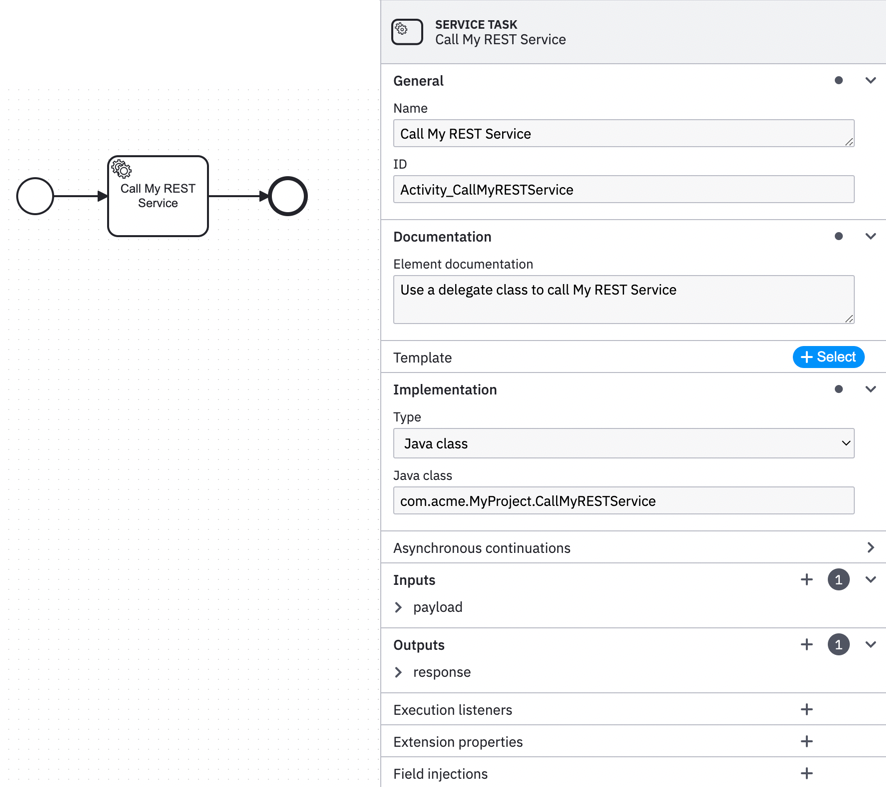 Call My REST
Service
SERVICE TASK
Call My REST Service
General
Name
Call My REST Service
ID
Activity_CallMyRESTService
Documentation
Element documentation
Use a delegate class to call My REST Service
Template
+ Select
Implementation
Type
Java class
Java class
com.acme.MyProject.CallMyRESTService
Asynchronous continuations
Inputs
1
payload
Outputs
1
response
Execution listeners
Extension properties
Field injections